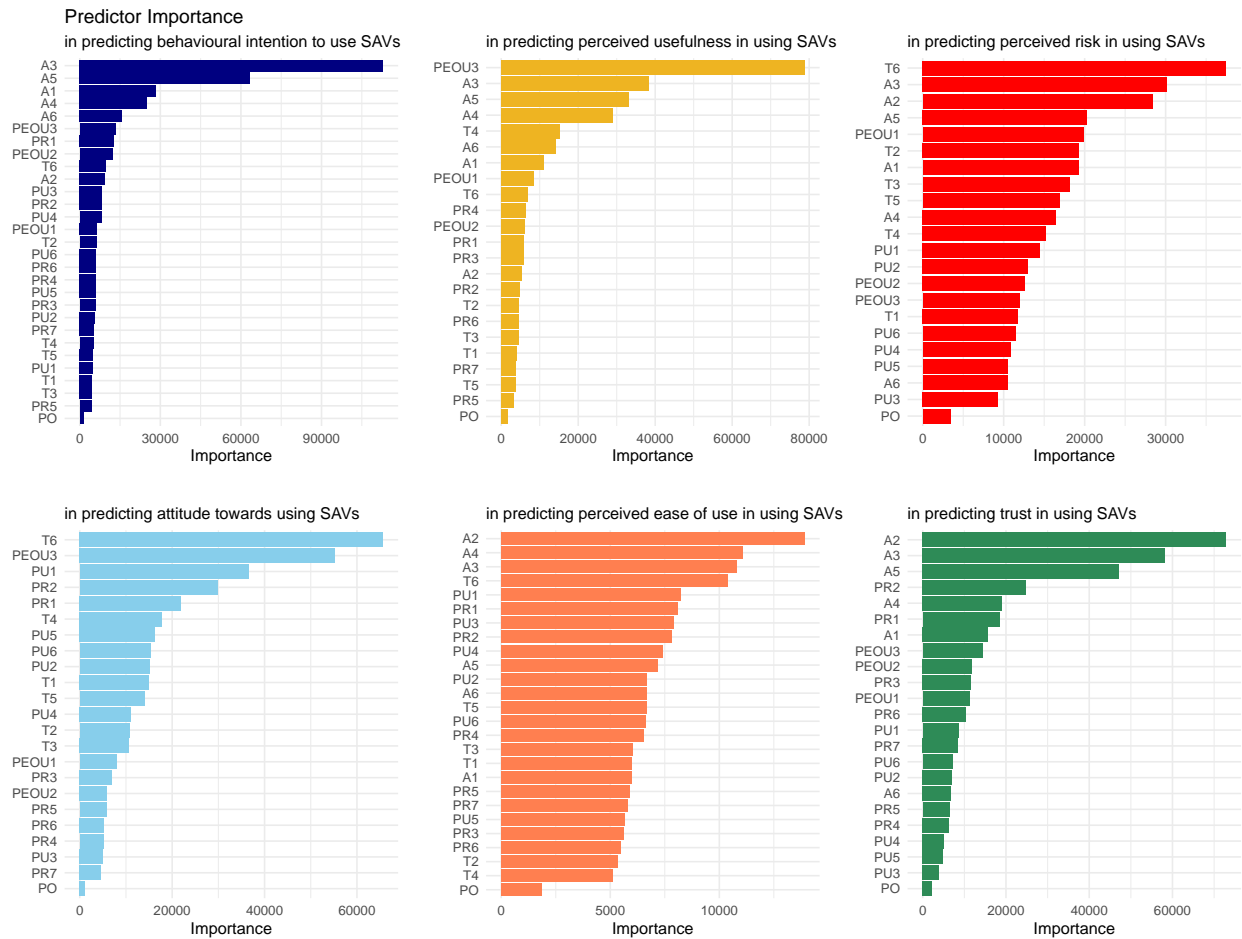 Predictor Importance
in predicting behavioural intention to use SAVs
A3
A5
A1
A4
A6
PEOU3
PR1
PEOU2
T6
A2
PU3
PR2
PU4
PEOU1
T2
PU6
PR6
PR4
PU5
PR3
PU2
PR7
T4
T5
PU1
T1
T3
PR5
PO
0 30000 60000 90000
Importance
in predicting perceived usefulness in using SAVs
PEOU3
A3
A5
A4
T4
A6
A1
PEOU1
T6
PR4
PEOU2
PR1
PR3
A2
PR2
T2
PR6
T3
T1
PR7
T5
PR5
PO
0 20000 40000 60000 80000
Importance
in predicting perceived risk in using SAVs
T6
A3
A2
A5
PEOU1
T2
A1
T3
T5
A4
T4
PU1
PU2
PEOU2
PEOU3
T1
PU6
PU4
PU5
A6
PU3
PO
0 10000 20000 30000
Importance
in predicting attitude towards using SAVs
T6
PEOU3
PU1
PR2
PR1
T4
PU5
PU6
PU2
T1
T5
PU4
T2
T3
PEOU1
PR3
PEOU2
PR5
PR6
PR4
PU3
PR7
PO
0 20000 40000 60000
Importance
in predicting perceived ease of use in using SAVs
A2
A4
A3
T6
PU1
PR1
PU3
PR2
PU4
A5
PU2
A6
T5
PU6
PR4
T3
T1
A1
PR5
PR7
PU5
PR3
PR6
T2
T4
PO
0 5000 10000
Importance
in predicting trust in using SAVs
A2
A3
A5
PR2
A4
PR1
A1
PEOU3
PEOU2
PR3
PEOU1
PR6
PU1
PR7
PU6
PU2
A6
PR5
PR4
PU4
PU5
PU3
PO
0 20000 40000 60000
Importance